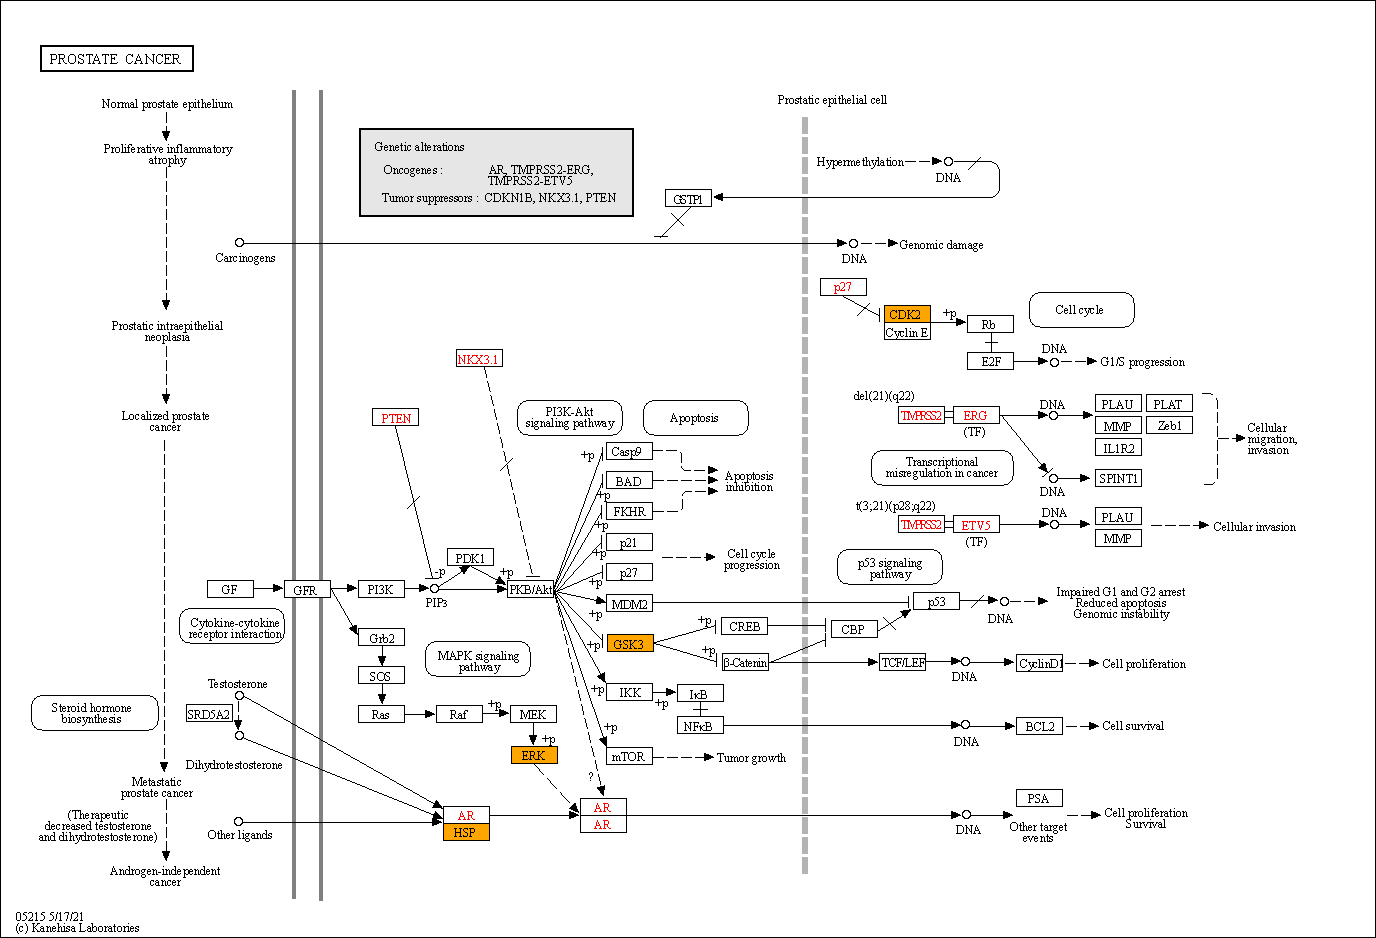 PROSTATE CANCER
Normal prostate epithelium
Proliferative inflammatory
atrophy
Prostatic intraepithelial
neoplasia
Localized prostate
cancer
Metastatic
prostate cancer
(Therapeutic
decreased testosterone
and dihydrotestosterone)
Androgen-independent
cancer
Genetic alterations
Oncogenes : AR, TMPRSS2-ERG,
TMPRSS2-ETV5
Tumor suppressors : CDKN1B, NKX3.1, PTEN
Prostatic epithelial cell
Hypermethylation
DNA
GSTP1
Carcinogens
DNA
Genomic damage
p27
CDK2
Cyclin E
+p
Rb
E2F
Cell cycle
DNA
G1/S progression
NKX3.1
PTEN
PI3K-Akt
signaling pathway
Apoptosis
del(21)(q22)
TMPRSS2
ERG
(TF)
DNA
PLAU
PLAT
MMP
Zeb1
IL1R2
SPINT1
DNA
Cellular
migration,
invasion
Transcriptional
misregulation in cancer
t(3;21)(p28;q22)
TMPRSS2
ETV5
(TF)
DNA
PLAU
MMP
Cellular invasion
+p
Casp9
BAD
+p
FKHR
+p
p21
+p
p27
+p
MDM2
+p
Apoptosis
inhibition
Cell cycle
progression
p53 signaling
pathway
p53
DNA
Impaired G1 and G2 arrest
Reduced apoptosis
Genomic instability
GF
GFR
PI3K
PIP3
-p
PDK1
+p
PKB/Akt
Cytokine-cytokine
receptor interaction
Grb2
SOS
Ras
Raf
+p
MEK
+p
ERK
MAPK signaling
pathway
+p
GSK3
+p
CREB
CBP
+p
β-Catenin
TCF/LEF
DNA
CyclinD1
Cell proliferation
+p
IKK
+p
IκB
NFκB
DNA
BCL2
Cell survival
+p
mTOR
Tumor growth
?
Steroid hormone
biosynthesis
Testosterone
SRD5A2
Dihydrotestosterone
Other ligands
AR
HSP
AR
AR
DNA
PSA
Other target
events
Cell proliferation
Survival
05215 5/17/21
(c) Kanehisa Laboratories